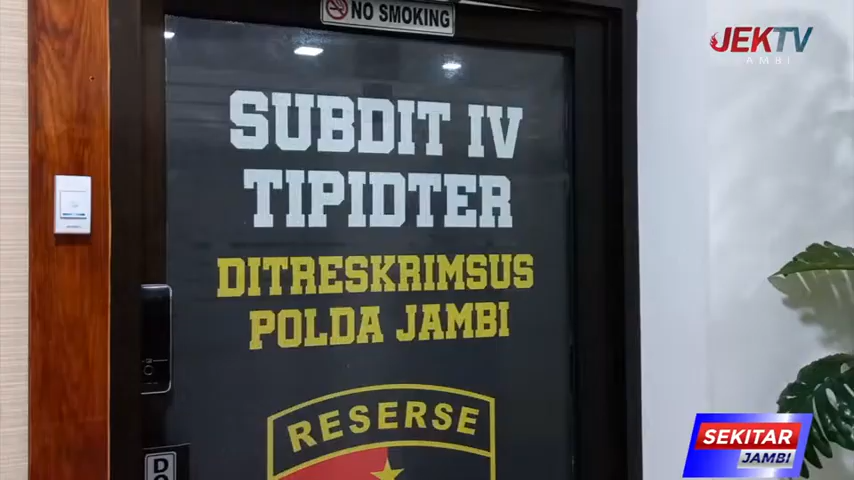 NO SMOKING
JEKTV
JAMBI
SUBDIT IV
TIPIDTER
DITRESKRIMSUS
POLDA JAMBI
RESERSE
SEKITAR
JAMBI